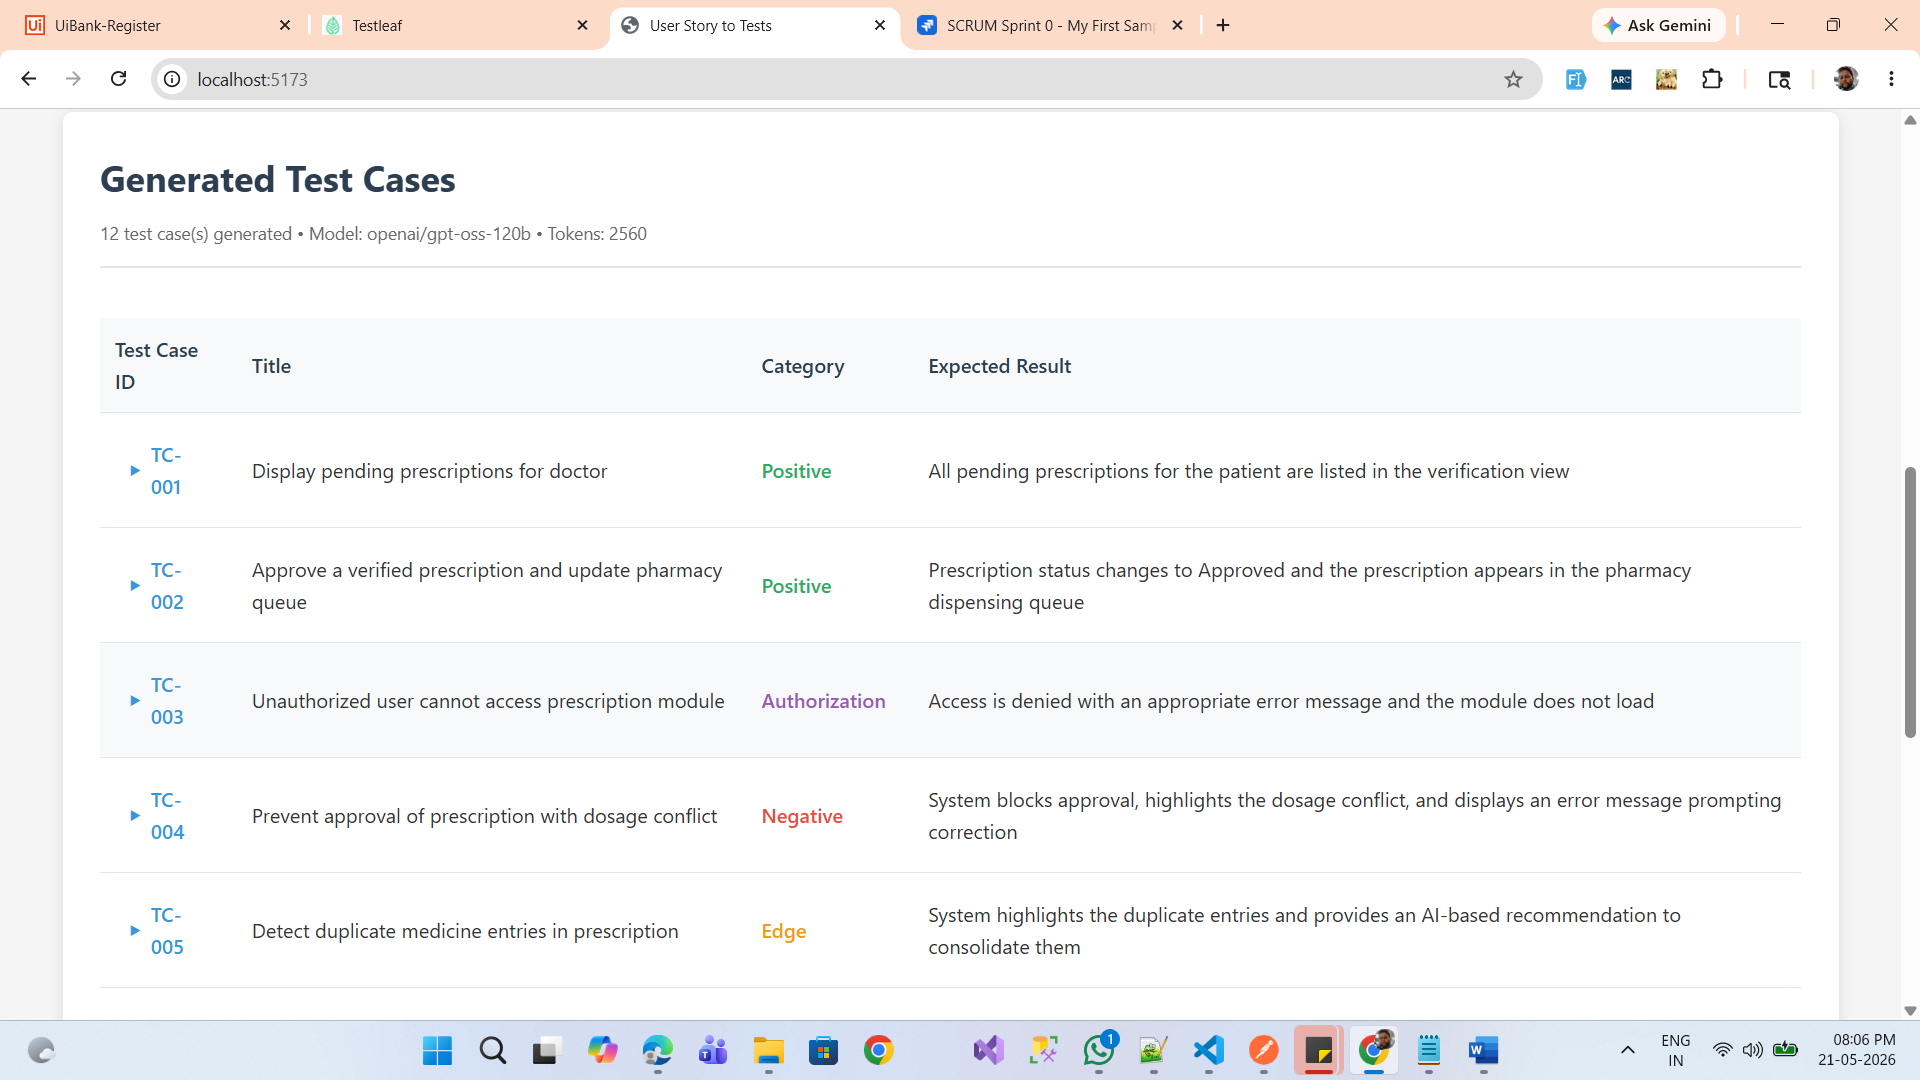 UiBank-Register
Testleaf
User Story to Tests
SCRUM Sprint 0 - My First Samp
Ask Gemini
localhost:5173
Generated Test Cases
12 test case(s) generated • Model: openai/gpt-oss-120b • Tokens: 2560
Test Case
ID
Title
Category
Expected Result
TC-
001
Display pending prescriptions for doctor
Positive
All pending prescriptions for the patient are listed in the verification view
TC-
002
Approve a verified prescription and update pharmacy
queue
Positive
Prescription status changes to Approved and the prescription appears in the pharmacy
dispensing queue
TC-
003
Unauthorized user cannot access prescription module
Authorization
Access is denied with an appropriate error message and the module does not load
TC-
004
Prevent approval of prescription with dosage conflict
Negative
System blocks approval, highlights the dosage conflict, and displays an error message prompting
correction
TC-
005
Detect duplicate medicine entries in prescription
Edge
System highlights the duplicate entries and provides an AI-based recommendation to
consolidate them
1
ENG
IN
08:06 PM
21-05-2026